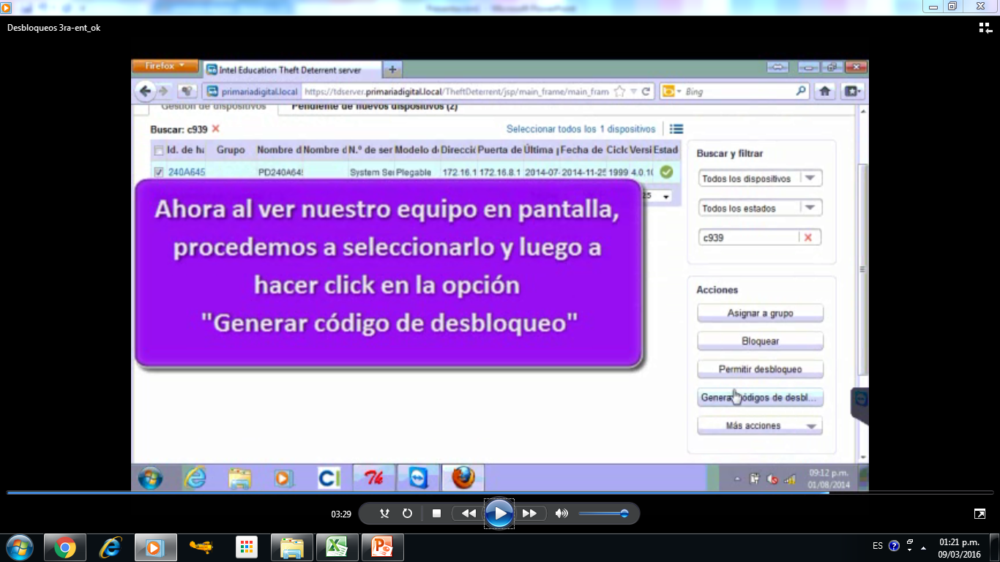 Desbloqueos 3ra-ent_ok
Firefox
Intel Education Theft Deterrent server
primariadigital.local https://tdserver.primariadigital.local/TheftDeterrent/jsp/main_frame/main_fram
Bing
Gestión de dispositivos Pendiente de nuevos dispositivos (2)
Buscar: c939
Seleccionar todos los 1 dispositivos
Id. de ha Grupo Nombre d Nombre d N.º de ser Modelo de Direcció Puerta de Última Fecha de Ciclo Versi Estad
240A645 PD240A64 System Se Plegable 172.16.1 172.16.8.1 2014-07- 2014-11-25 1999 4.0.10
25
Ahora al ver nuestro equipo en pantalla,
procedemos a seleccionarlo y luego a
hacer click en la opción
"Generar código de desbloqueo"
Buscar y filtrar
Todos los dispositivos
Todos los estados
c939
Acciones
Asignar a grupo
Bloquear
Permitir desbloqueo
Generar códigos de desbl...
Más acciones
09:12 p.m.
01/08/2014
03:29
ES
01:21 p.m.
09/03/2016